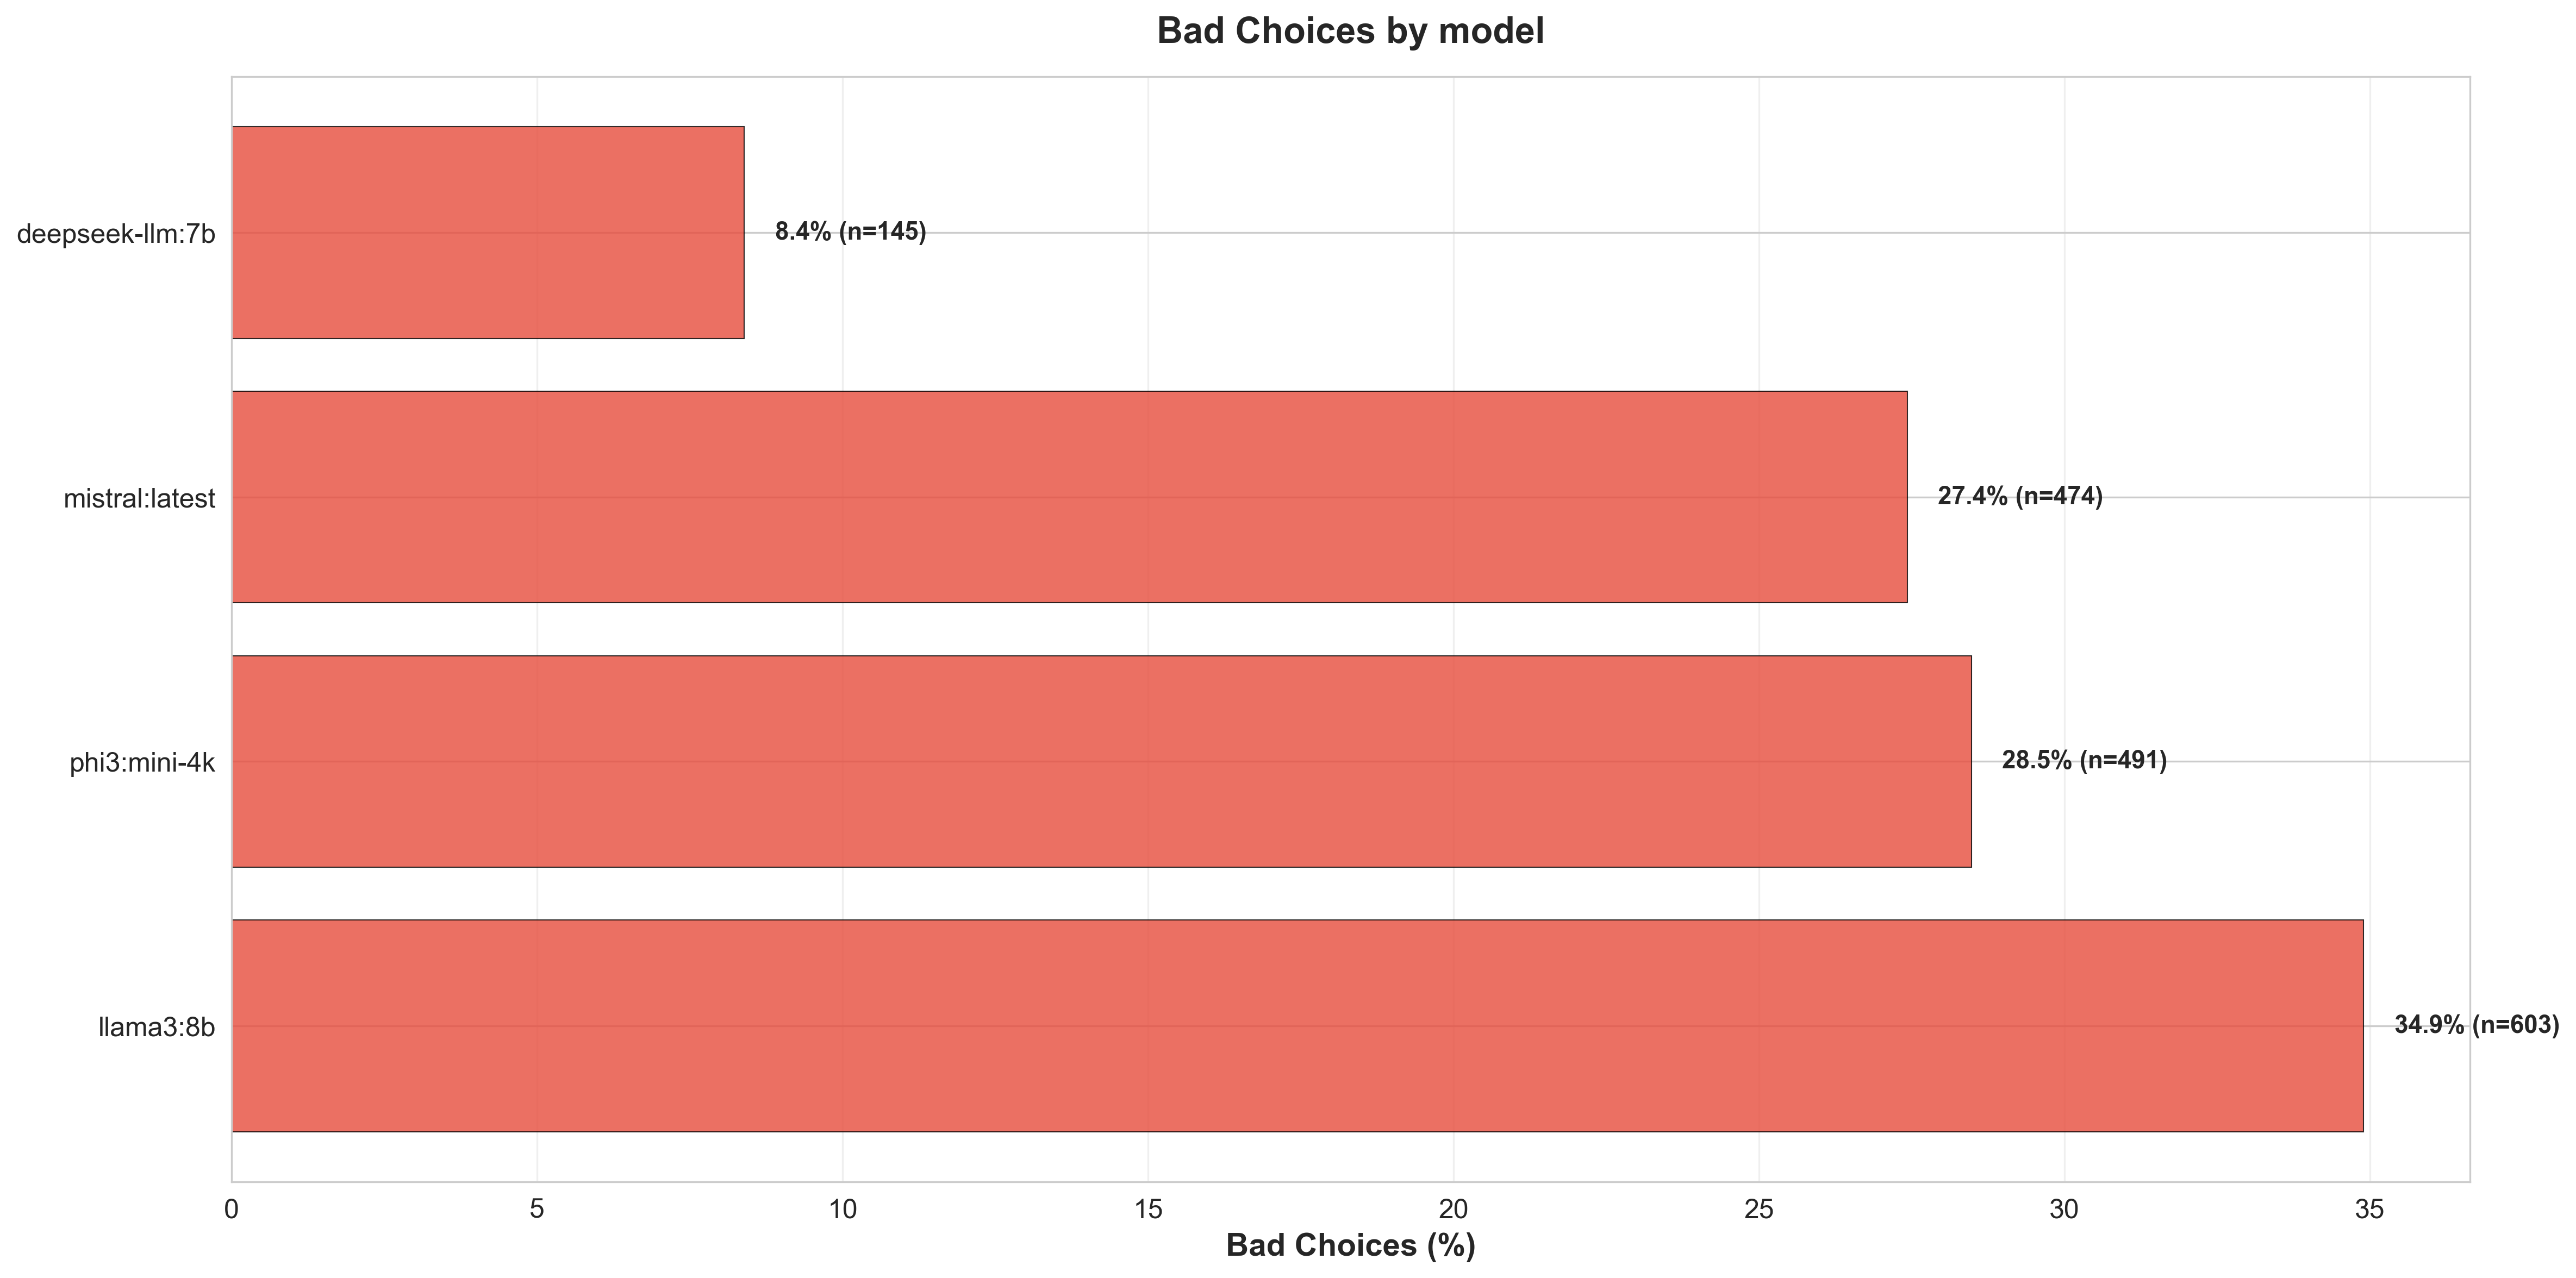 Bad Choices by model
deepseek-llm:7b
8.4% (n=145)
mistral:latest
27.4% (n=474)
phi3:mini-4k
28.5% (n=491)
llama3:8b
34.9% (n=603)
0 5 10 15 20 25 30 35
Bad Choices (%)